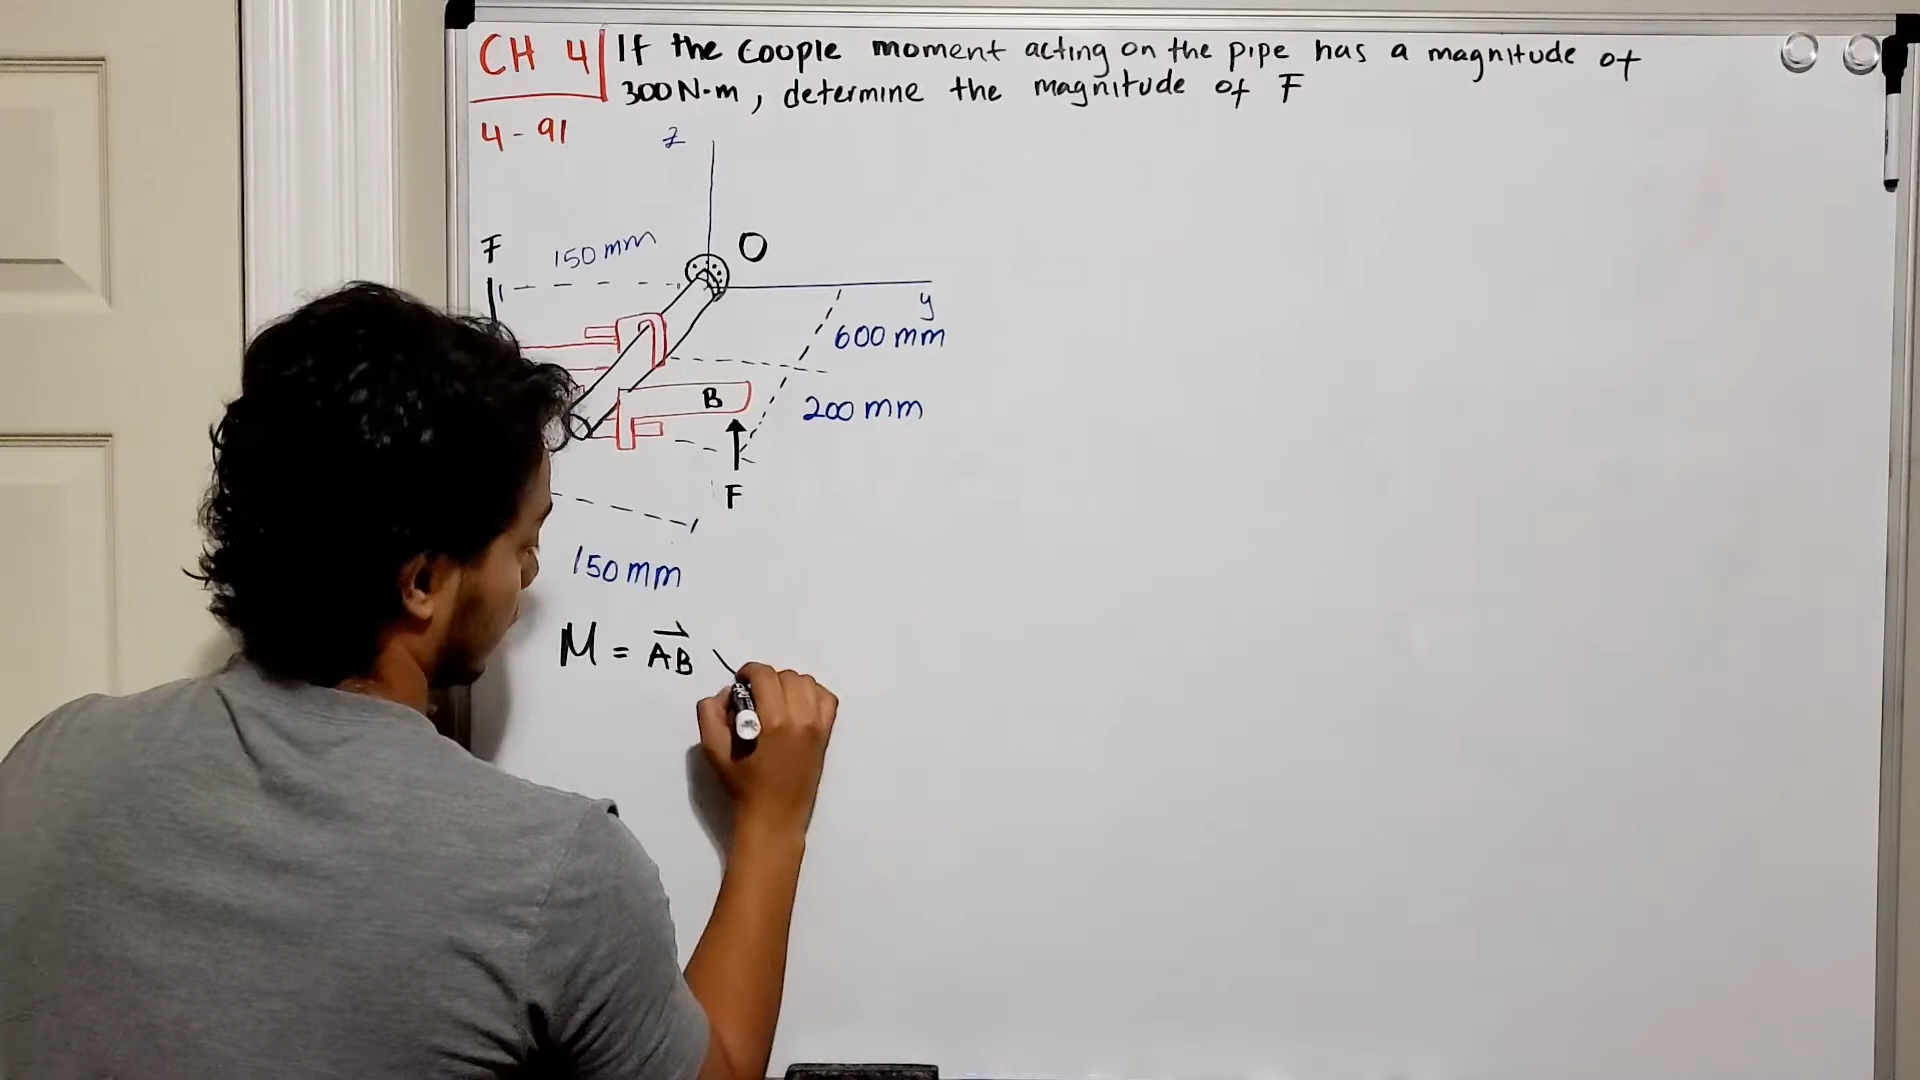 CH 4
If the couple moment acting on the pipe has a magnitude of
300 N·m, determine the magnitude of F
4-91
z
F
150 mm
O
y
600 mm
B
200 mm
F
150 mm
M = AB